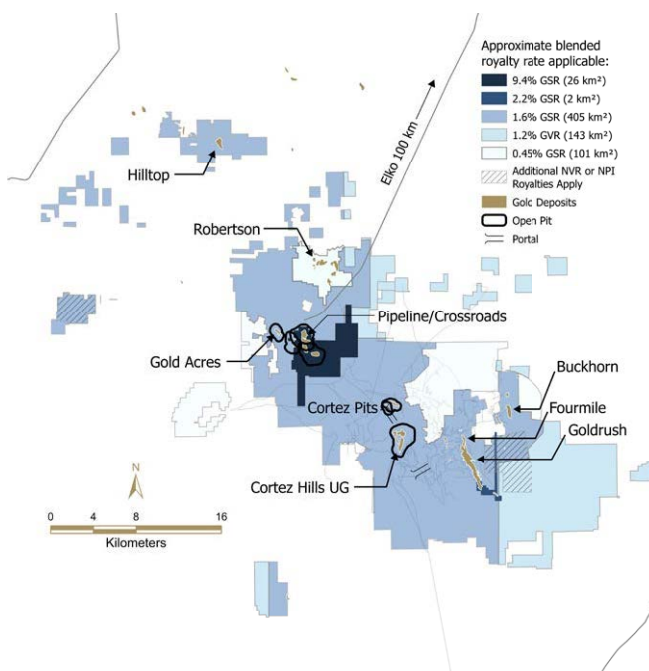 Approximate blended
royalty rate applicable:
9.4% GSR (26 km²)
2.2% GSR (2 km²)
1.6% GSR (405 km²)
1.2% GVR (143 km²)
0.45% GSR (101 km²)
Additional NVR or NPI
Royalties Apply
Golc Deposits
Open Pit
Portal
Elko 100 km
Hilltop
Robertson
Pipeline/Crossroads
Gold Acres
Buckhorn
Cortez Pits
Fourmile
Goldrush
Cortez Hills UG
N
0 4 8 16
Kilometers